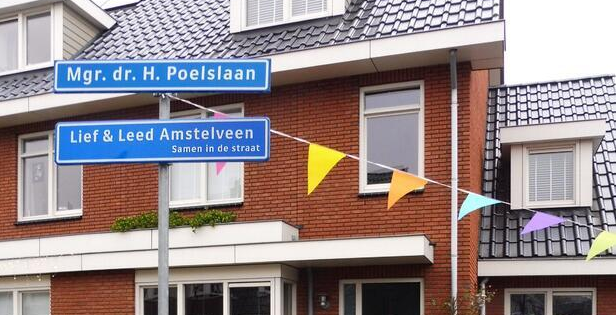 Mgr. dr. H. Poelslaan
Lief & Leed Amstelveen
Samen in de straat